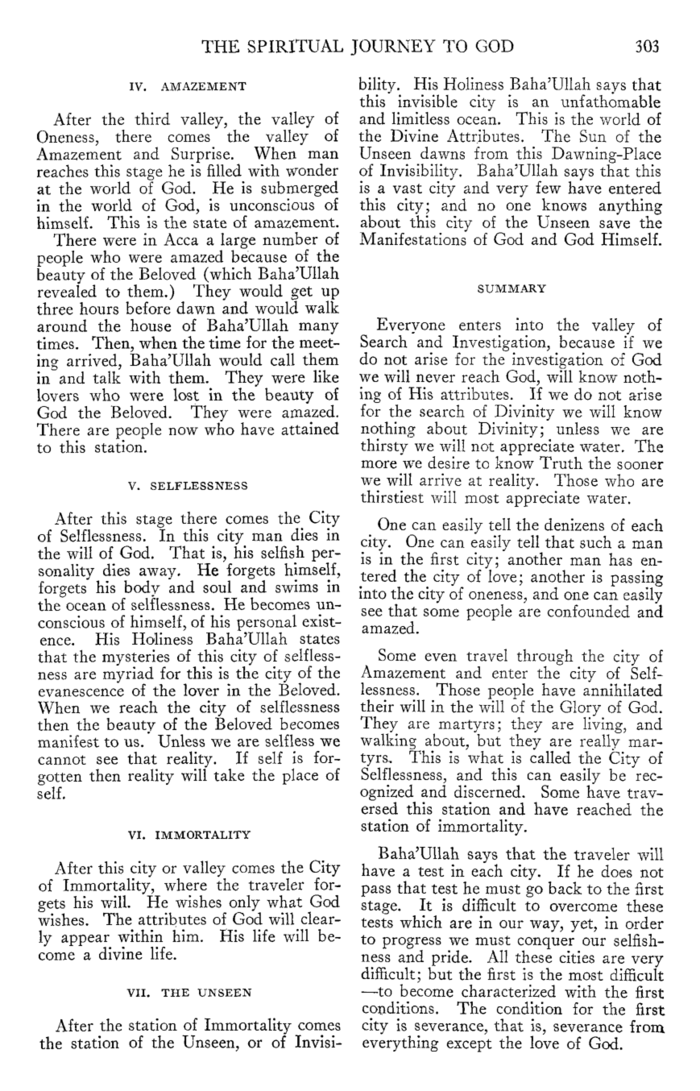 THE SPIRITUAL JOURNEY TO GOD 303
IV. AMAZEMENT
After the third valley, the valley of
Oneness, there comes the valley of
Amazement and Surprise. When man
reaches this stage he is filled with wonder
at the world of God. He is submerged
in the world of God, is unconscious of
himself. This is the state of amazement.
There were in Acca a large number of
people who were amazed because of the
beauty of the Beloved (which Baha'Ullah
revealed to them.) They would get up
three hours before dawn and would walk
around the house of Baha'Ullah many
times. Then, when the time for the meet-
ing arrived, Baha'Ullah would call them
in and talk with them. They were like
lovers who were lost in the beauty of
God the Beloved. They were amazed.
There are people now who have attained
to this station.
V. SELFLESSNESS
After this stage there comes the City
of Selflessness. In this city man dies in
the will of God. That is, his selfish per-
sonality dies away. He forgets himself,
forgets his body and soul and swims in
the ocean of selflessness. He becomes un-
conscious of himself, of his personal exist-
ence. His Holiness Baha'Ullah states
that the mysteries of this city of selfless-
ness are myriad for this is the city of the
evanescence of the lover in the Beloved.
When we reach the city of selflessness
then the beauty of the Beloved becomes
manifest to us. Unless we are selfless we
cannot see that reality. If self is for-
gotten then reality will take the place of
self.
VI. IMMORTALITY
After this city or valley comes the City
of Immortality, where the traveler for-
gets his will. He wishes only what God
wishes. The attributes of God will clear-
ly appear within him. His life will be-
come a divine life.
VII. THE UNSEEN
After the station of Immortality comes
the station of the Unseen, or of Invisi-
bility. His Holiness Baha'Ullah says that
this invisible city is an unfathomable
and limitless ocean. This is the world of
the Divine Attributes. The Sun of the
Unseen dawns from this Dawning-Place
of Invisibility. Baha'Ullah says that this
is a vast city and very few have entered
this city; and no one knows anything
about this city of the Unseen save the
Manifestations of God and God Himself.
SUMMARY
Everyone enters into the valley of
Search and Investigation, because if we
do not arise for the investigation of God
we will never reach God, will know noth-
ing of His attributes. If we do not arise
for the search of Divinity we will know
nothing about Divinity; unless we are
thirsty we will not appreciate water. The
more we desire to know Truth the sooner
we will arrive at reality. Those who are
thirstiest will most appreciate water.
One can easily tell the denizens of each
city. One can easily tell that such a man
is in the first city; another man has en-
tered the city of love; another is passing
into the city of oneness, and one can easily
see that some people are confounded and
amazed.
Some even travel through the city of
Amazement and enter the city of Self-
lessness. Those people have annihilated
their will in the will of the Glory of God.
They are martyrs; they are living, and
walking about, but they are really mar-
tyrs. This is what is called the City of
Selflessness, and this can easily be rec-
ognized and discerned. Some have trav-
ersed this station and have reached the
station of immortality.
Baha'Ullah says that the traveler will
have a test in each city. If he does not
pass that test he must go back to the first
stage. It is difficult to overcome these
tests which are in our way, yet, in order
to progress we must conquer our selfish-
ness and pride. All these cities are very
difficult; but the first is the most difficult
—to become characterized with the first
conditions. The condition for the first
city is severance, that is, severance from
everything except the love of God.